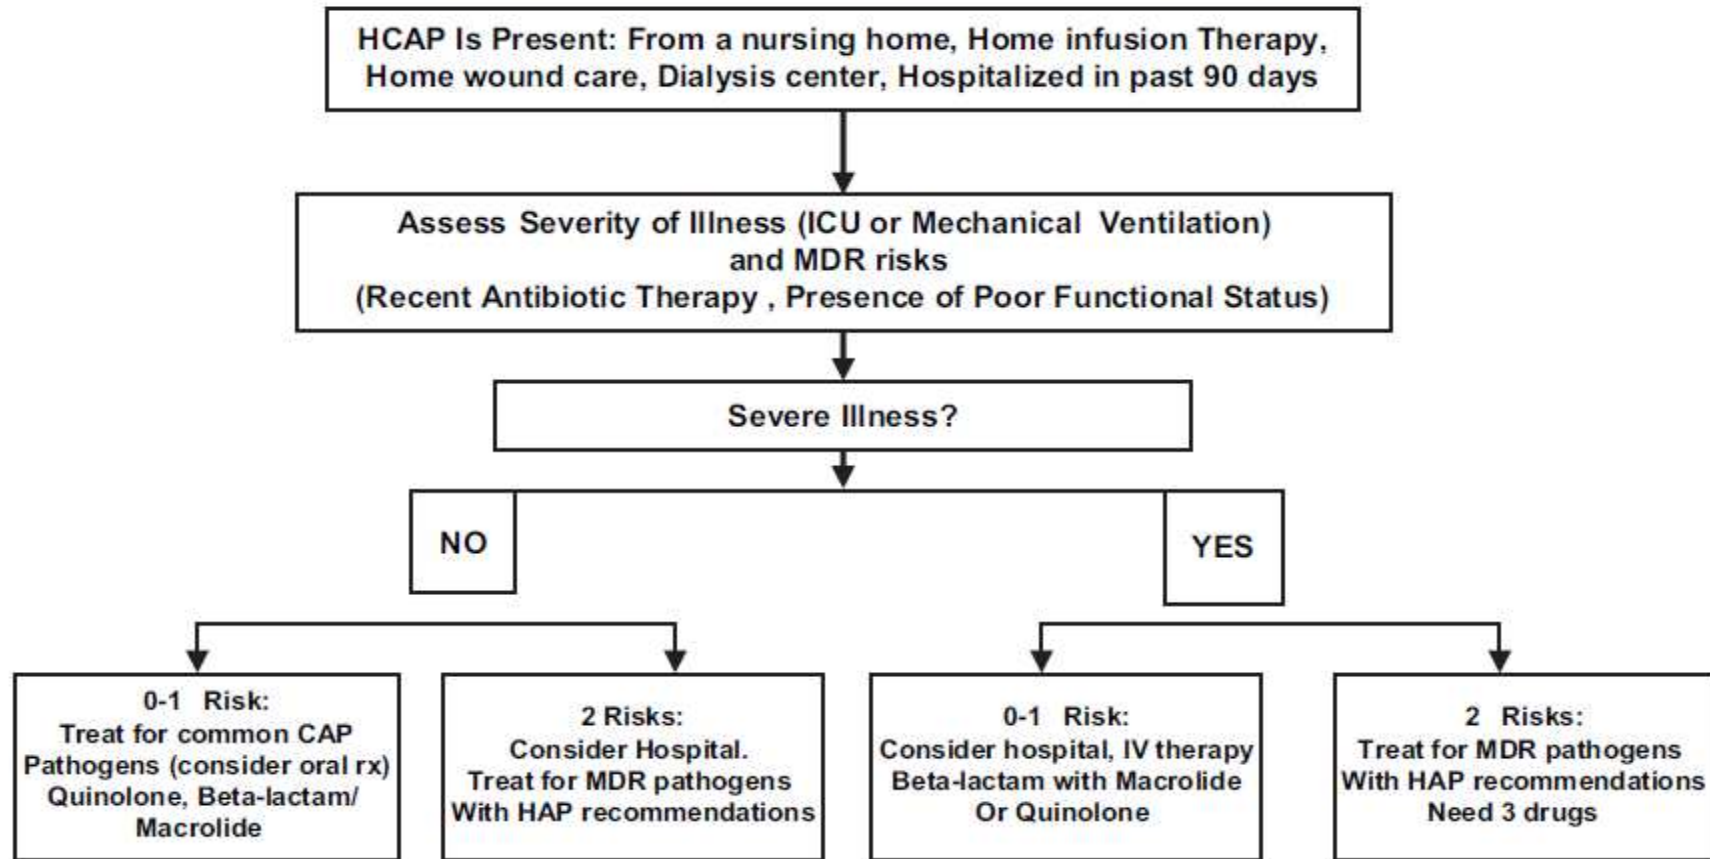 HCAP Is Present: From a nursing home, Home infusion Therapy,
Home wound care, Dialysis center, Hospitalized in past 90 days
Assess Severity of Illness (ICU or Mechanical Ventilation)
and MDR risks
(Recent Antibiotic Therapy , Presence of Poor Functional Status)
Severe Illness?
NO
YES
0-1 Risk:
Treat for common CAP
Pathogens (consider oral rx)
Quinolone, Beta-lactam/
Macrolide
2 Risks:
Consider Hospital.
Treat for MDR pathogens
With HAP recommendations
0-1 Risk:
Consider hospital, IV therapy
Beta-lactam with Macrolide
Or Quinolone
2 Risks:
Treat for MDR pathogens
With HAP recommendations
Need 3 drugs